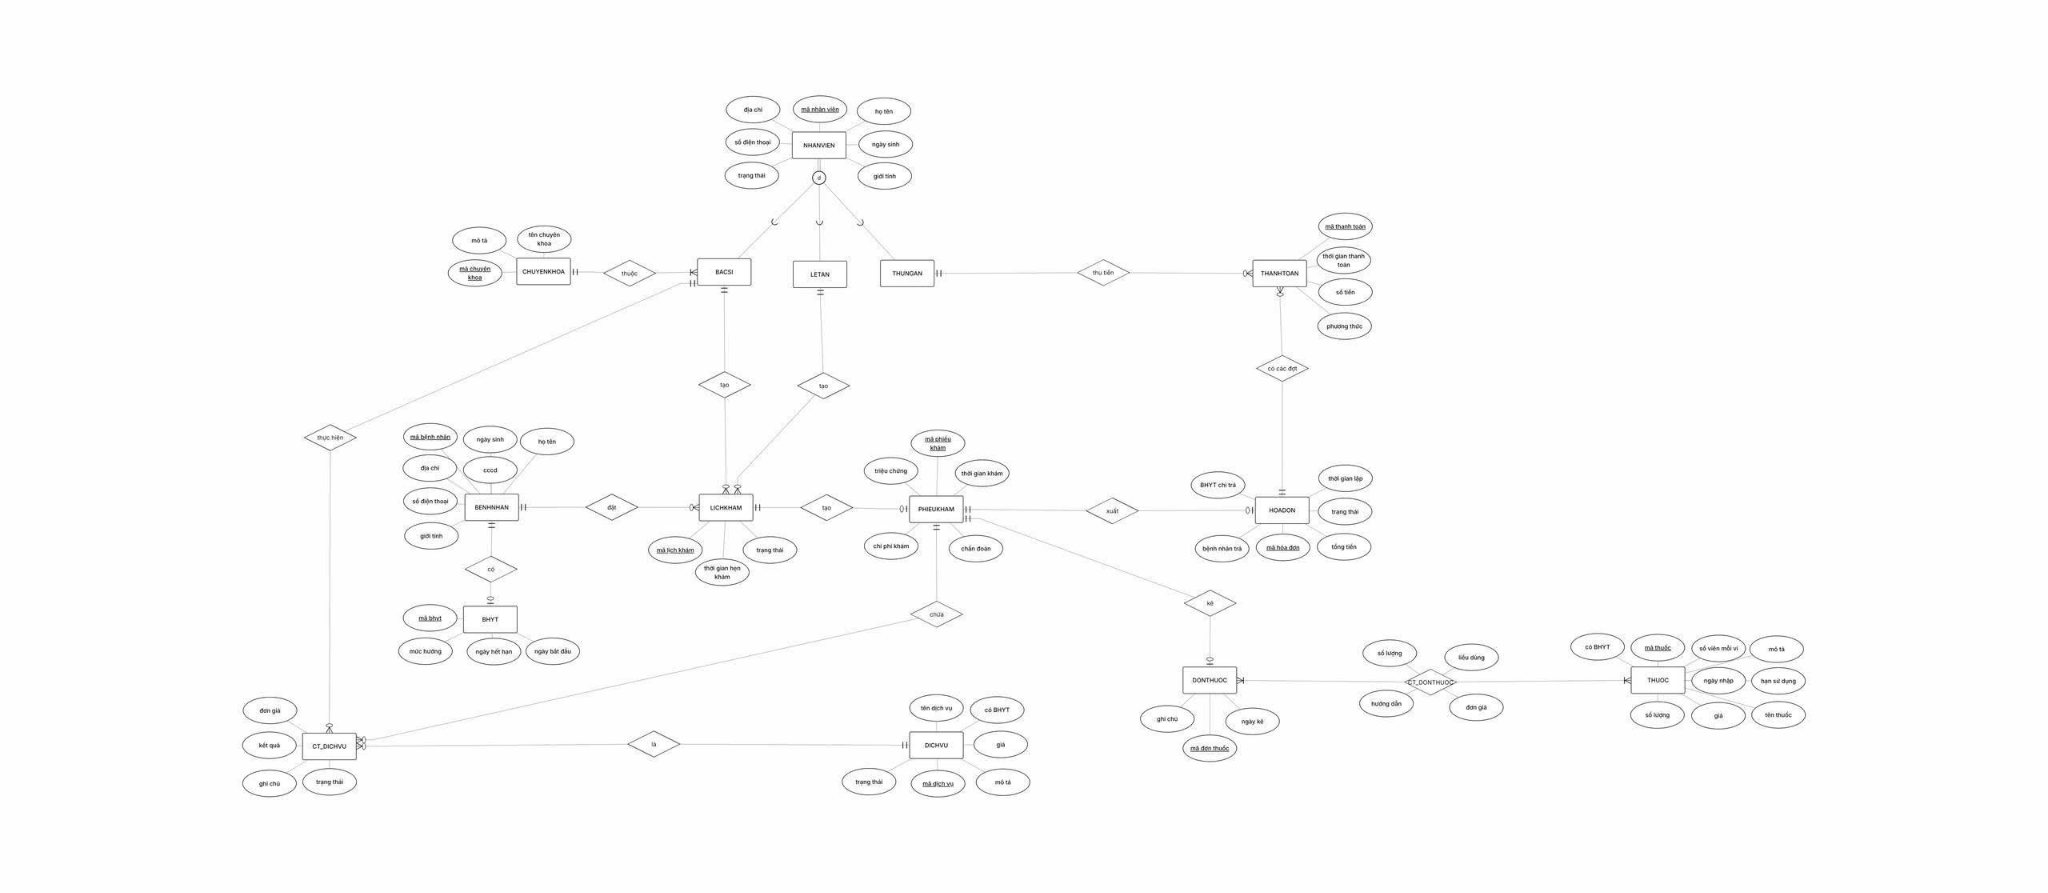 địa chỉ
mã nhân viên
họ tên
số điện thoại
NHANVIEN
ngày sinh
trạng thái
d
giới tính
mô tả
tên chuyên
khoa
mã chuyên
khoa
CHUYENKHOA
thuộc
BACSI
LETAN
THUNGAN
thu tiền
THANHTOAN
mã thanh toán
thời gian thanh
toán
số tiền
phương thức
tạo
tạo
có các đợt
thực hiện
mã bệnh nhân
ngày sinh
họ tên
địa chỉ
cccd
số điện thoại
BENHNHAN
giới tính
đặt
LICHKHAM
mã lịch khám
thời gian hẹn
khám
trạng thái
tạo
mã phiếu
khám
triệu chứng
thời gian khám
PHIEUKHAM
chi phí khám
chẩn đoán
xuất
BHYT chi trả
thời gian lập
HOADON
trạng thái
bệnh nhân trả
mã hóa đơn
tổng tiền
có
mã bhyt
BHYT
mức hưởng
ngày hết hạn
ngày bắt đầu
chứa
kê
DONTHUOC
ghi chú
ngày kê
mã đơn thuốc
số lượng
liều dùng
CT_DONTHUOC
hướng dẫn
đơn giá
có BHYT
mã thuốc
số viên mỗi vỉ
mô tả
THUOC
ngày nhập
hạn sử dụng
số lượng
giá
tên thuốc
đơn giá
kết quả
CT_DICHVU
ghi chú
trạng thái
là
tên dịch vụ
có BHYT
DICHVU
giá
trạng thái
mã dịch vụ
mô tả